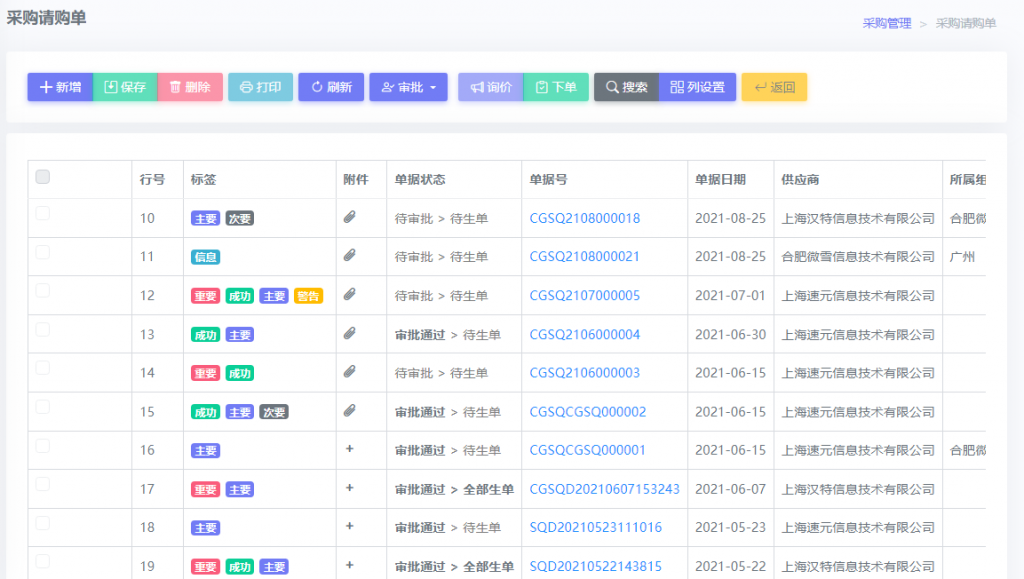 采购请购单
采购管理 > 采购请购单
新增 保存 删除 打印 刷新 审批 询价 下单 搜索 列设置 返回
行号 标签 附件 单据状态 单据号 单据日期 供应商 所属组
10 主要 次要 待审批 > 待生单 CGSQ2108000018 2021-08-25 上海汉特信息技术有限公司 合肥微
11 信息 待审批 > 待生单 CGSQ2108000021 2021-08-25 合肥微雪信息技术有限公司 广州
12 重要 成功 主要 警告 待审批 > 待生单 CGSQ2107000005 2021-07-01 上海速元信息技术有限公司
13 成功 主要 审批通过 > 待生单 CGSQ2106000004 2021-06-30 上海速元信息技术有限公司
14 重要 成功 待审批 > 待生单 CGSQ2106000003 2021-06-15 上海速元信息技术有限公司
15 成功 主要 次要 审批通过 > 待生单 CGSQCGSQ000002 2021-06-15 上海速元信息技术有限公司
16 主要 + 审批通过 > 待生单 CGSQCGSQ000001 2021-06-15 上海速元信息技术有限公司 合肥微
17 重要 主要 + 审批通过 > 全部生单 CGSQD20210607153243 2021-06-07 上海汉特信息技术有限公司
18 主要 + 审批通过 > 待生单 SQD20210523111016 2021-05-23 上海速元信息技术有限公司
19 重要 成功 主要 + 审批通过 > 全部生单 SQD20210522143815 2021-05-22 上海汉特信息技术有限公司